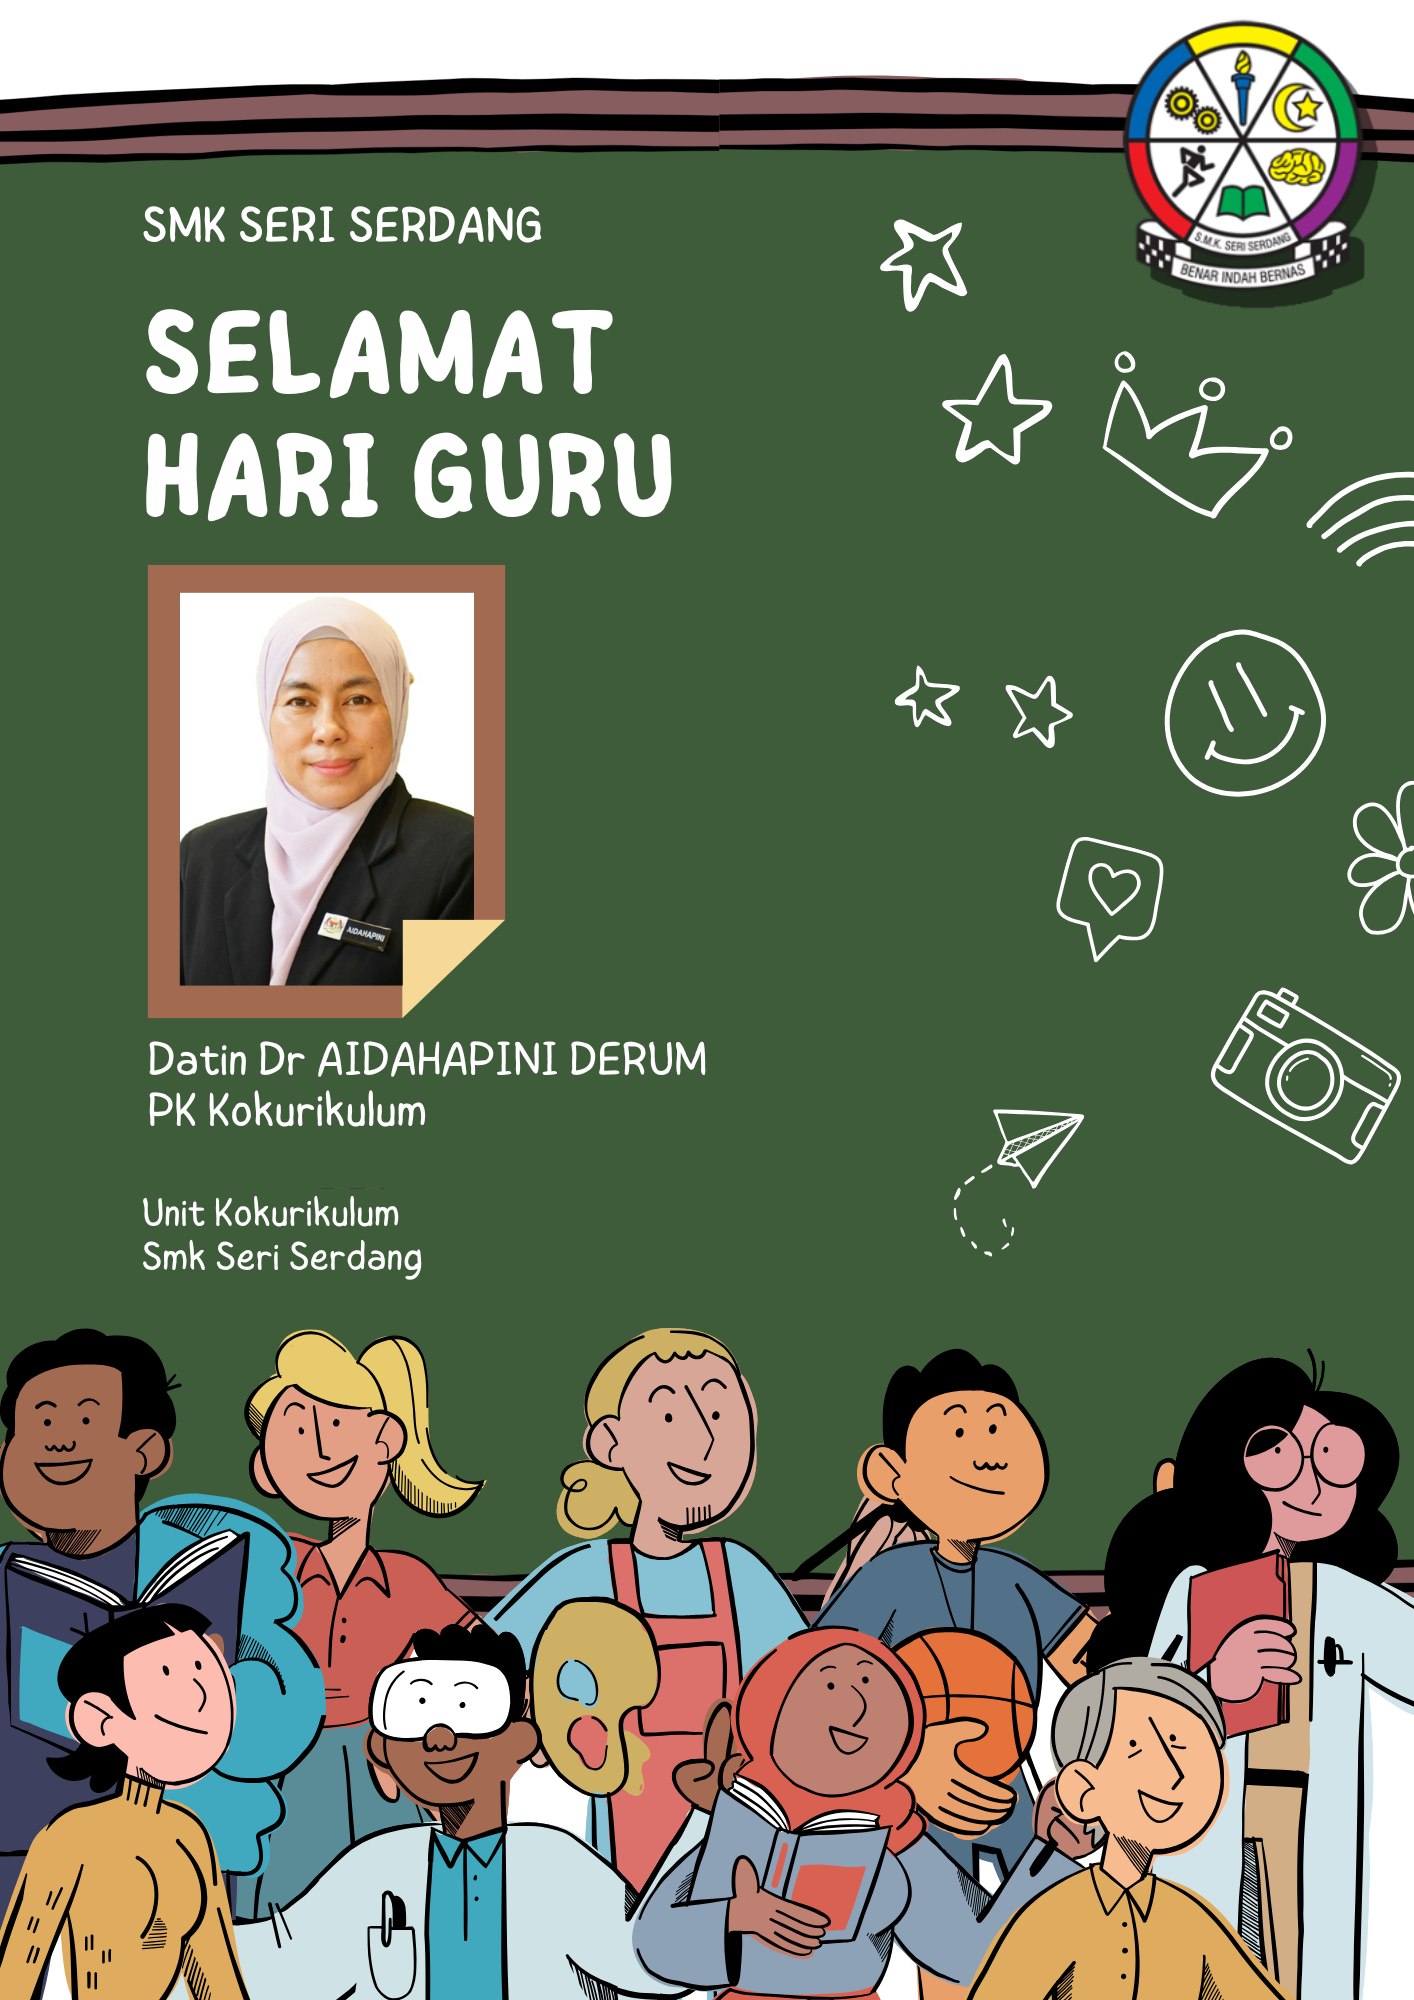 S.M.K. SERI SERDANG
BENAR INDAH BERNAS
SMK SERI SERDANG
SELAMAT
HARI GURU
AIDAHAPINI
Datin Dr AIDAHAPINI DERUM
PK Kokurikulum
Unit Kokurikulum
Smk Seri Serdang